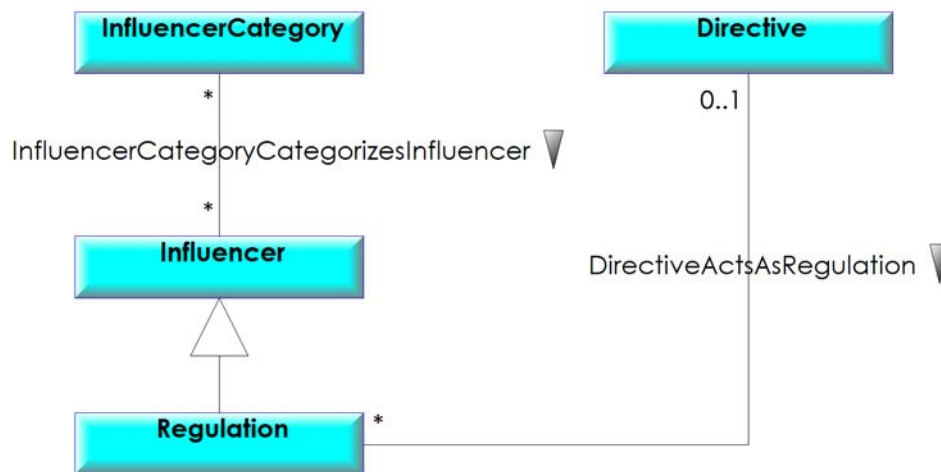 InfluencerCategory
Directive
*
0..1
InfluencerCategoryCategorizesInfluencer
*
Influencer
DirectiveActsAsRegulation
Regulation
*